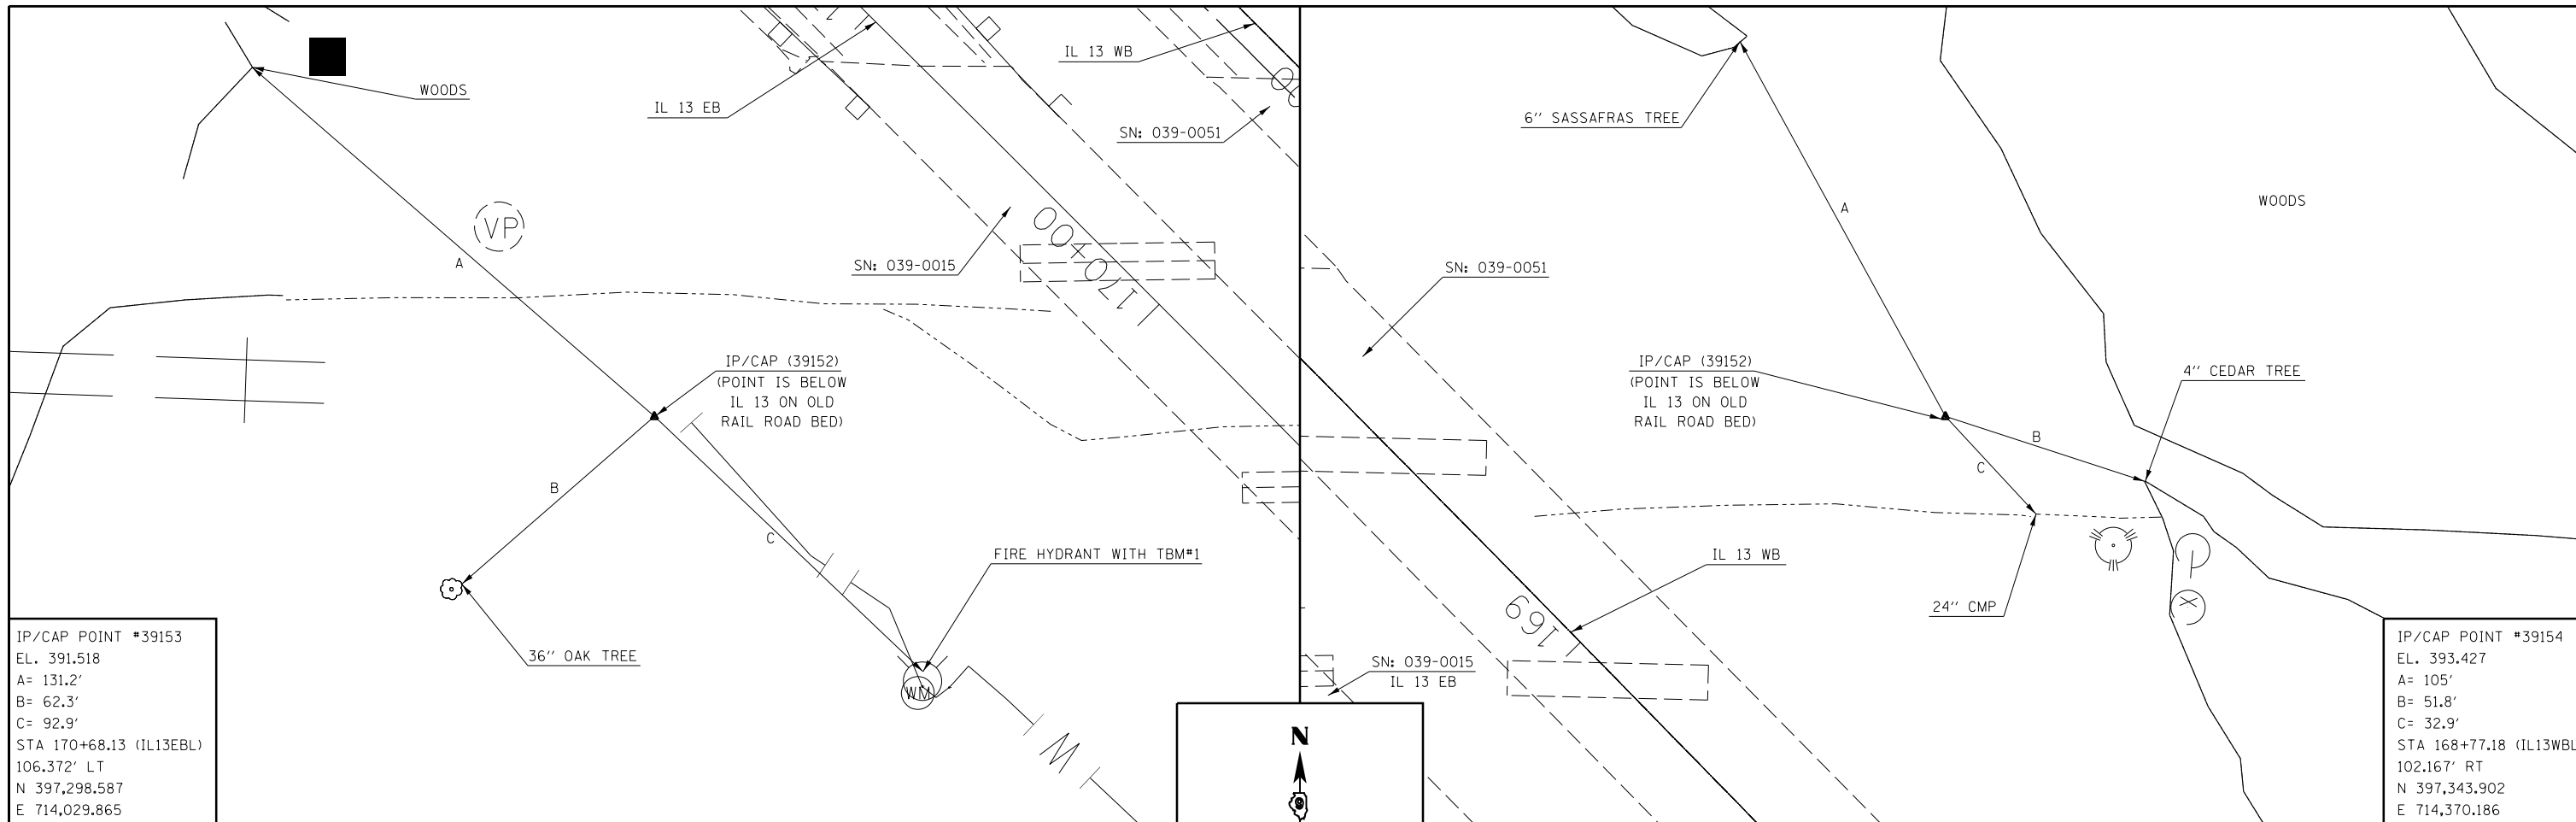 WOODS
IL 13 EB
IL 13 WB
SN: 039-0051
VP
A
SN: 039-0015
170+00
IP/CAP (39152)
(POINT IS BELOW
IL 13 ON OLD
RAIL ROAD BED)
B
C
FIRE HYDRANT WITH TBM#1
36'' OAK TREE
WM
W
IP/CAP POINT #39153
EL. 391.518
A= 131.2'
B= 62.3'
C= 92.9'
STA 170+68.13 (IL13EBL)
106.372' LT
N 397,298.587
E 714,029.865
N
6'' SASSAFRAS TREE
A
WOODS
SN: 039-0051
IP/CAP (39152)
(POINT IS BELOW
IL 13 ON OLD
RAIL ROAD BED)
4'' CEDAR TREE
B
C
IL 13 WB
169
24'' CMP
SN: 039-0015
IL 13 EB
IP/CAP POINT #39154
EL. 393.427
A= 105'
B= 51.8'
C= 32.9'
STA 168+77.18 (IL13WBL
102.167' RT
N 397,343.902
E 714,370.186